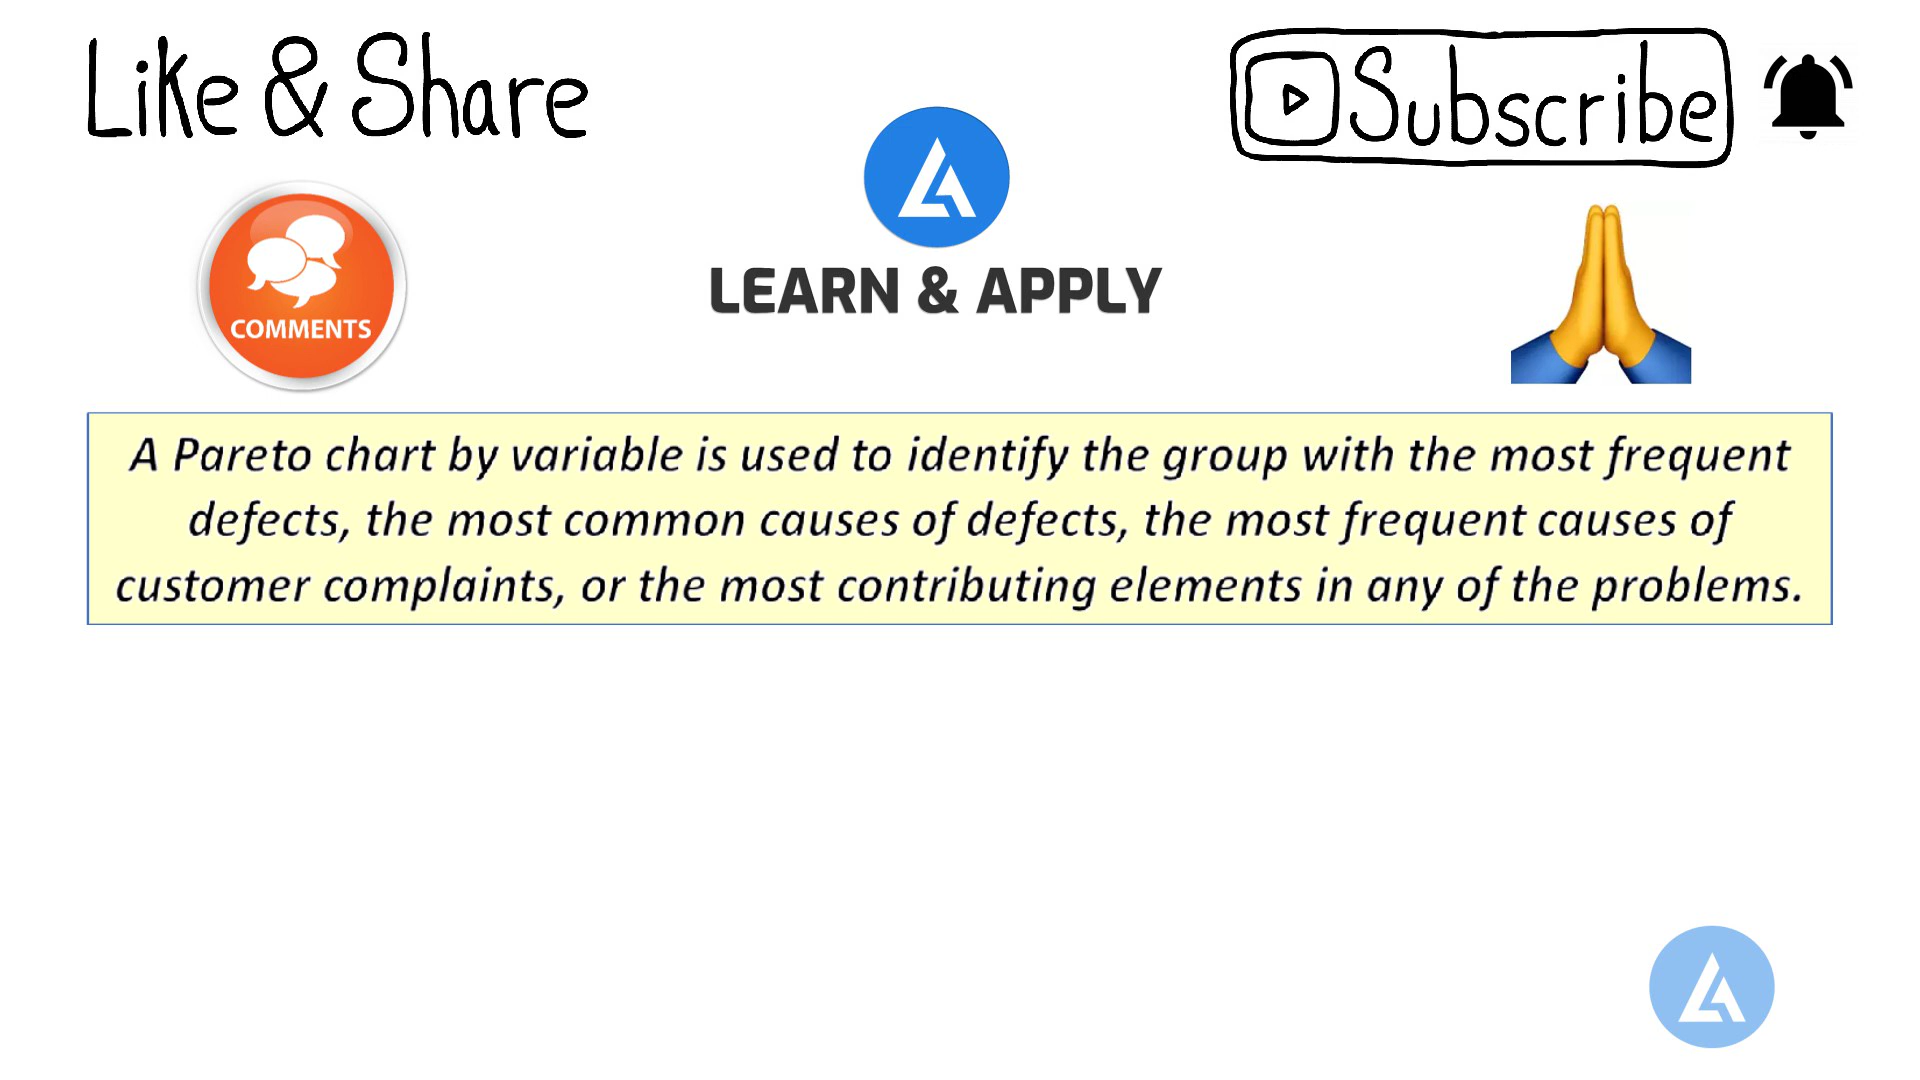 Like & Share
Subscribe
COMMENTS
LEARN & APPLY
A Pareto chart by variable is used to identify the group with the most frequent
defects, the most common causes of defects, the most frequent causes of
customer complaints, or the most contributing elements in any of the problems.